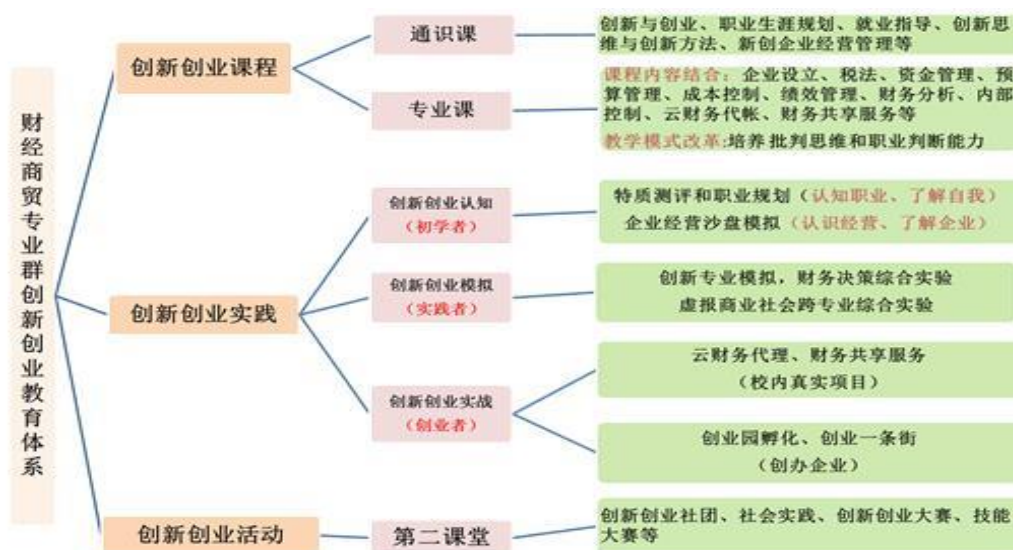 财经商贸专业群创新创业教育体系
创新创业课程
通识课
创新与创业、职业生涯规划、就业指导、创新思
维与创新方法、新创企业经营管理等
专业课
课程内容结合：企业设立、税法、资金管理、预
算管理、成本控制、绩效管理、财务分析、内部
控制、云财务代帐、财务共享服务等
教学模式改革:培养批判思维和职业判断能力
创新创业实践
创新创业认知
（初学者）
特质测评和职业规划（认知职业、了解自我）
企业经营沙盘模拟（认识经营、了解企业）
创新创业模拟
（实践者）
创新专业模拟，财务决策综合实验
虚报商业社会跨专业综合实验
创新创业实战
（创业者）
云财务代理、财务共享服务
（校内真实项目）
创业园孵化、创业一条街
（创办企业）
创新创业活动
第二课堂
创新创业社团、社会实践、创新创业大赛、技能
大赛等